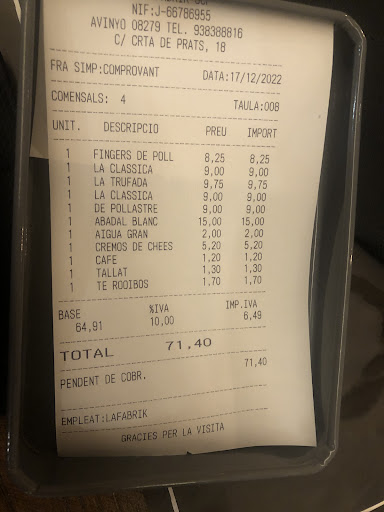 NIF:J-66786955
AVINYO 08279 TEL. 938388816
C/ CRTA DE PRATS, 18
FRA SIMP:COMPROVANT DATA:17/12/2022
COMENSALS: 4 TAULA:008
UNIT. DESCRIPCIO PREU IMPORT
1 FINGERS DE POLL 8,25 8,25
1 LA CLASSICA 9,00 9,00
1 LA TRUFADA 9,75 9,75
1 LA CLASSICA 9,00 9,00
1 DE POLLASTRE 9,00 9,00
1 ABADAL BLANC 15,00 15,00
1 AIGUA GRAN 2,00 2,00
1 CREMOS DE CHEES 5,20 5,20
1 CAFE 1,20 1,20
1 TALLAT 1,30 1,30
1 TE ROOIBOS 1,70 1,70
BASE %IVA IMP.IVA
64,91 10,00 6,49
TOTAL 71,40
PENDENT DE COBR. 71,40
EMPLEAT:LAFABRIK
GRACIES PER LA VISITA